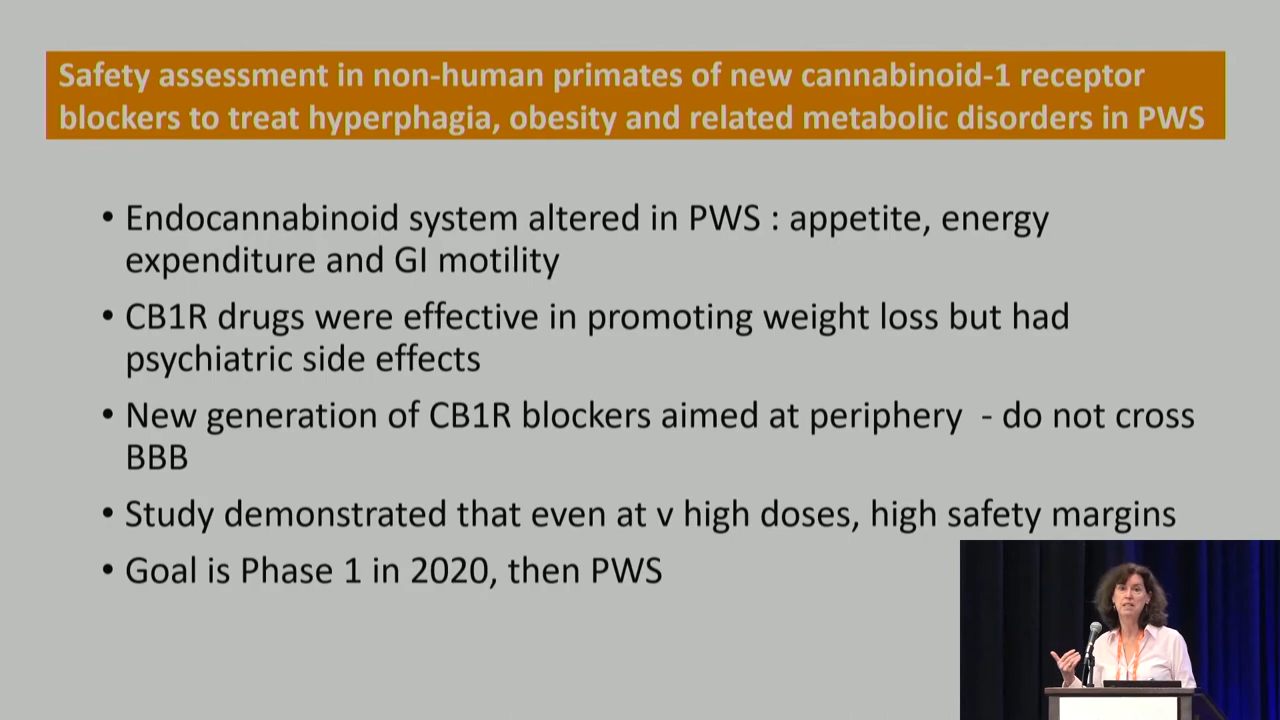 Safety assessment in non-human primates of new cannabinoid-1 receptor
blockers to treat hyperphagia, obesity and related metabolic disorders in PWS
• Endocannabinoid system altered in PWS : appetite, energy
expenditure and GI motility
• CB1R drugs were effective in promoting weight loss but had
psychiatric side effects
• New generation of CB1R blockers aimed at periphery - do not cross
BBB
• Study demonstrated that even at v high doses, high safety margins
• Goal is Phase 1 in 2020, then PWS